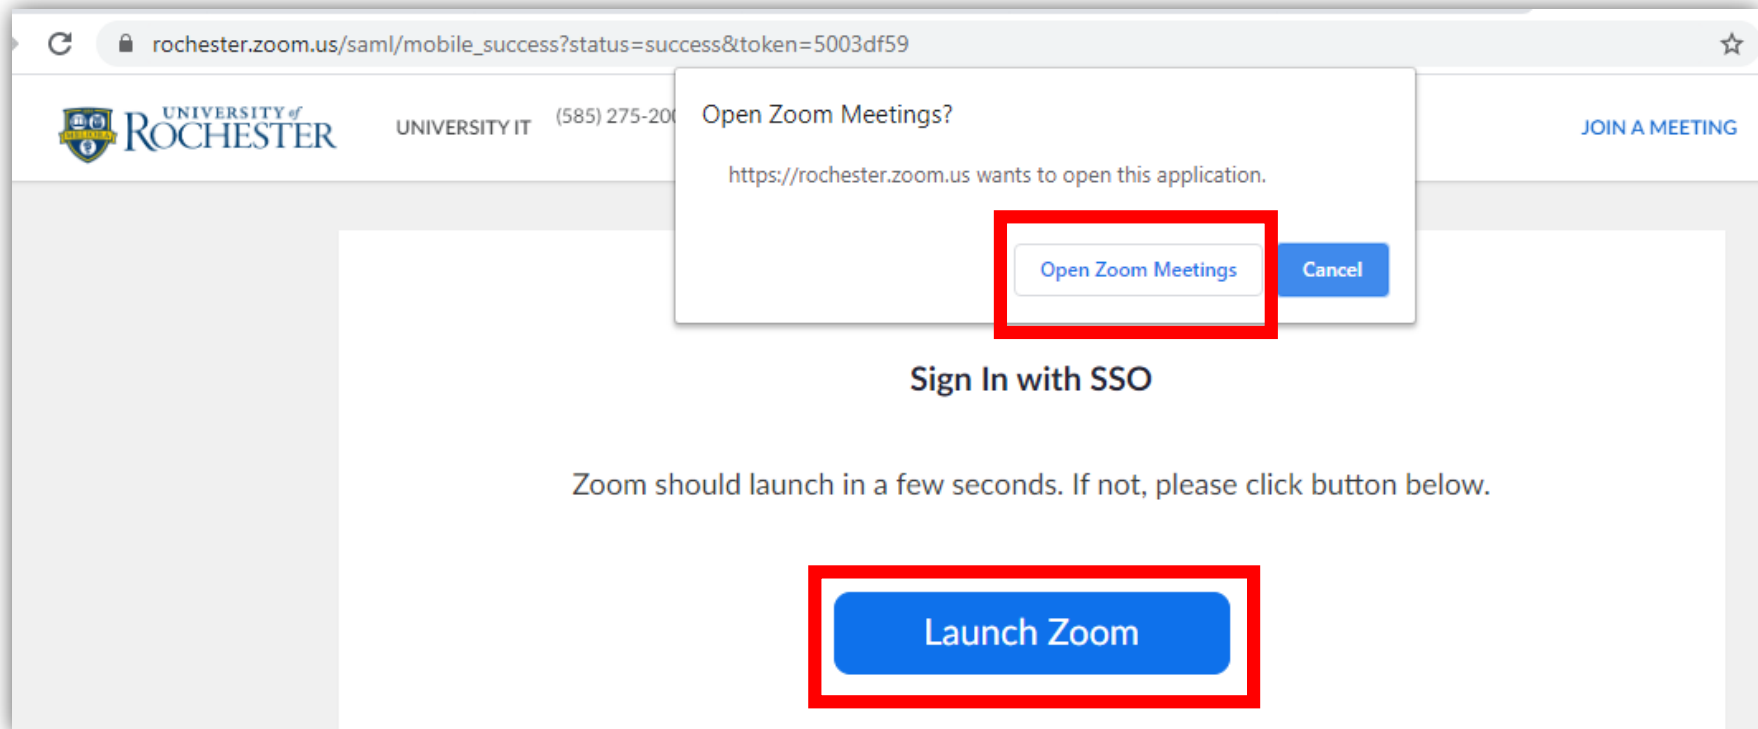 rochester.zoom.us/saml/mobile_success?status=success&token=5003df59
UNIVERSITY of
ROCHESTER
MELIORA
UNIVERSITY IT
(585) 275-200
JOIN A MEETING
Open Zoom Meetings?
https://rochester.zoom.us wants to open this application.
Open Zoom Meetings
Cancel
Sign In with SSO
Zoom should launch in a few seconds. If not, please click button below.
Launch Zoom